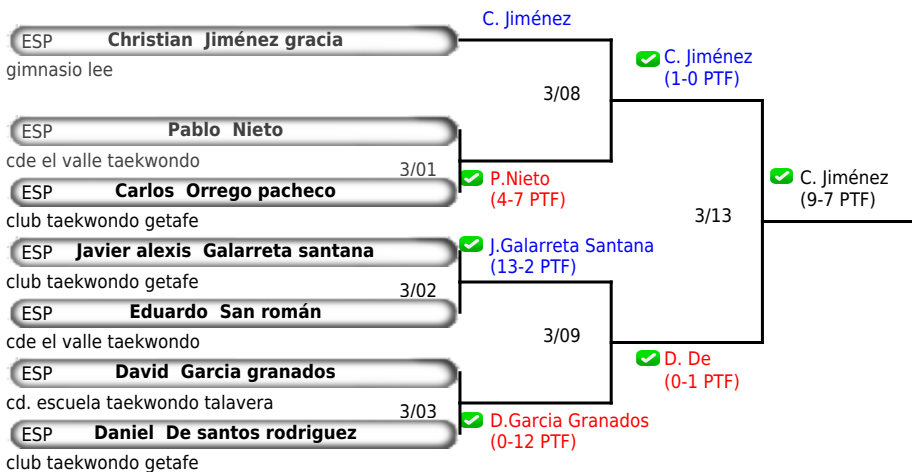 C. Jiménez
ESP Christian Jiménez gracia
gimnasio lee
C. Jiménez
(1-0 PTF)
3/08
ESP Pablo Nieto
cde el valle taekwondo
3/01
ESP Carlos Orrego pacheco
club taekwondo getafe
P.Nieto
(4-7 PTF)
C. Jiménez
(9-7 PTF)
3/13
ESP Javier alexis Galarreta santana
club taekwondo getafe
J.Galarreta Santana
(13-2 PTF)
3/02
ESP Eduardo San román
cde el valle taekwondo
3/09
ESP David Garcia granados
cd. escuela taekwondo talavera
D. De
(0-1 PTF)
3/03
ESP Daniel De santos rodriguez
club taekwondo getafe
D.Garcia Granados
(0-12 PTF)